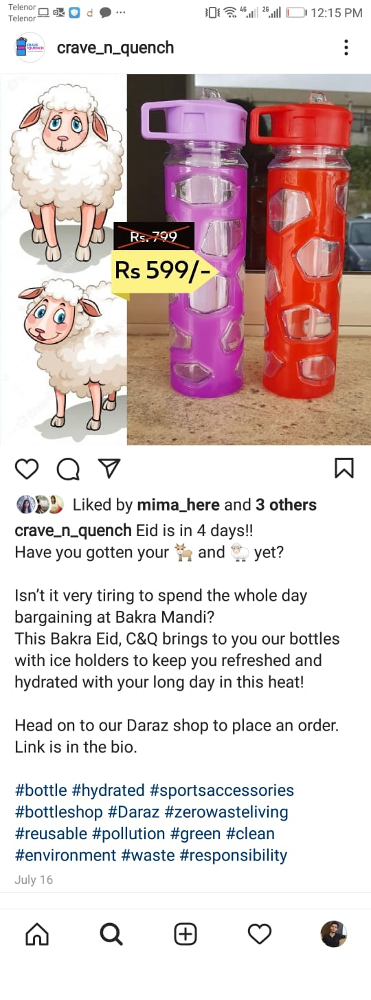 Telenor
Telenor
4G
2G
12:15 PM
CRAVE
QUENCH
crave_n_quench
Rs. 799
Rs 599/-
Liked by mima_here and 3 others
crave_n_quench Eid is in 4 days!!
Have you gotten your 🐐 and 🐑 yet?
Isn't it very tiring to spend the whole day
bargaining at Bakra Mandi?
This Bakra Eid, C&Q brings to you our bottles
with ice holders to keep you refreshed and
hydrated with your long day in this heat!
Head on to our Daraz shop to place an order.
Link is in the bio.
#bottle #hydrated #sportsaccessories
#bottleshop #Daraz #zerowasteliving
#reusable #pollution #green #clean
#environment #waste #responsibility
July 16